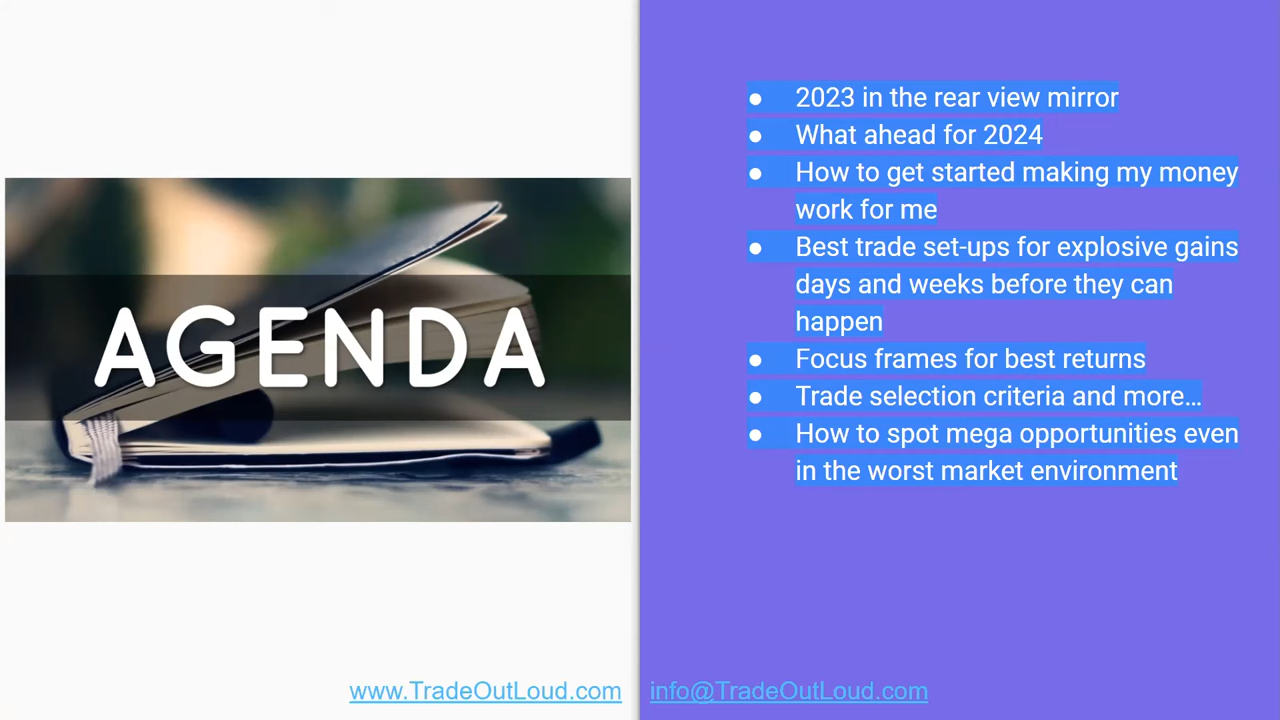 AGENDA
● 2023 in the rear view mirror
● What ahead for 2024
● How to get started making my money
work for me
● Best trade set-ups for explosive gains
days and weeks before they can
happen
● Focus frames for best returns
● Trade selection criteria and more…
● How to spot mega opportunities even
in the worst market environment
www.TradeOutLoud.com
info@TradeOutLoud.com